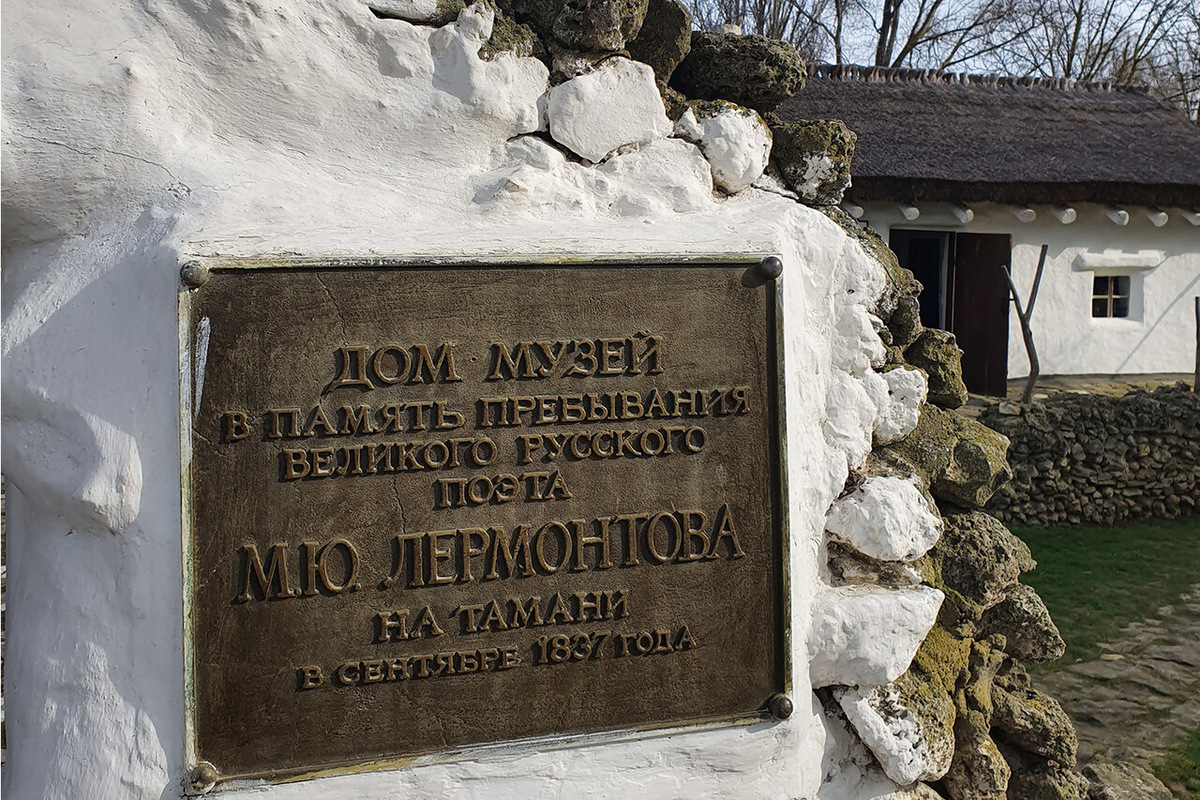 ДОМ МУЗЕЙ
В ПАМЯТЬ ПРЕБЫВАНИЯ
ВЕЛИКОГО РУССКОГО
ПОЭТА
М.Ю. ЛЕРМОНТОВА
НА ТАМАНИ
В СЕНТЯБРЕ 1837 ГОДА